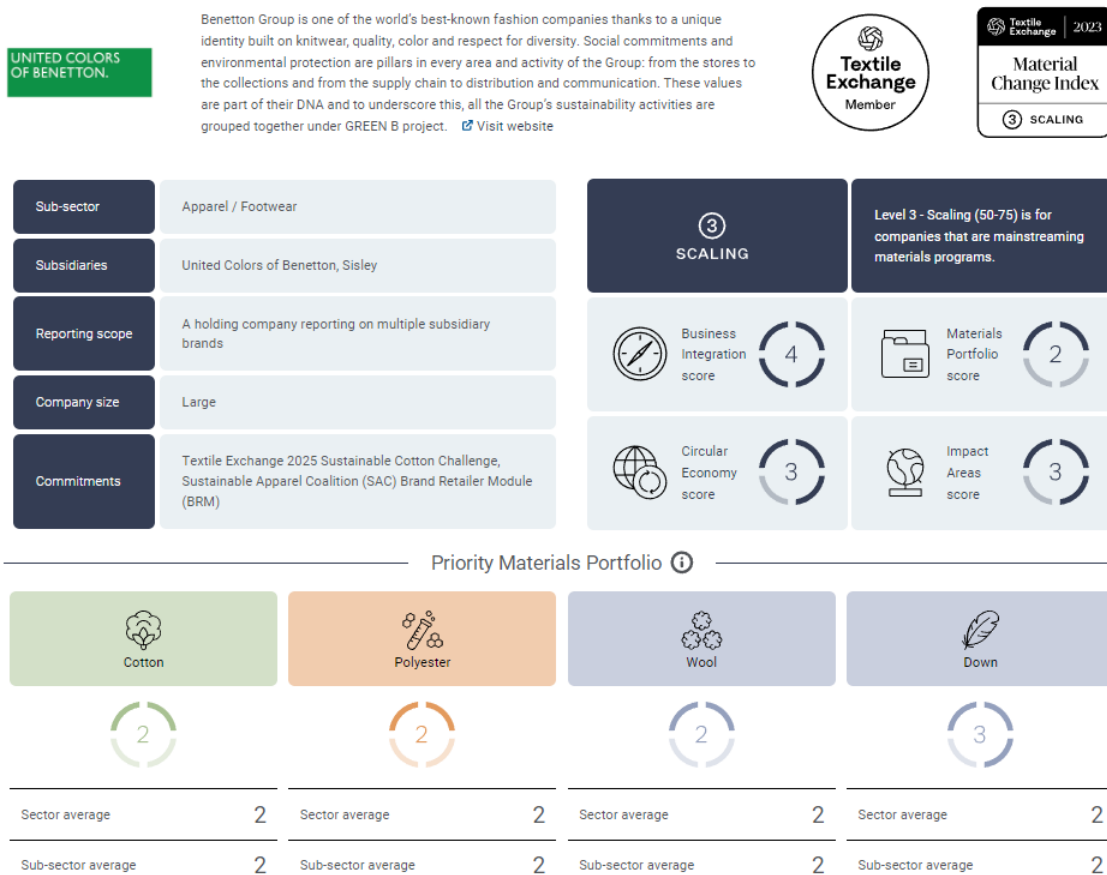 UNITED COLORS
OF BENETTON.
Benetton Group is one of the world's best-known fashion companies thanks to a unique
identity built on knitwear, quality, color and respect for diversity. Social commitments and
environmental protection are pillars in every area and activity of the Group: from the stores to
the collections and from the supply chain to distribution and communication. These values
are part of their DNA and to underscore this, all the Group's sustainability activities are
grouped together under GREEN B project. Visit website
Textile
Exchange
Member
Textile
Exchange
2023
Material
Change Index
3 SCALING
Sub-sector
Apparel / Footwear
Subsidiaries
United Colors of Benetton, Sisley
Reporting scope
A holding company reporting on multiple subsidiary
brands
Company size
Large
Commitments
Textile Exchange 2025 Sustainable Cotton Challenge,
Sustainable Apparel Coalition (SAC) Brand Retailer Module
(BRM)
3
SCALING
Level 3 - Scaling (50-75) is for
companies that are mainstreaming
materials programs.
Business
Integration
score
4
Materials
Portfolio
score
2
Circular
Economy
score
3
Impact
Areas
score
3
Priority Materials Portfolio
Cotton
Polyester
Wool
Down
2
2
2
3
Sector average 2
Sector average 2
Sector average 2
Sector average 2
Sub-sector average 2
Sub-sector average 2
Sub-sector average 2
Sub-sector average 2